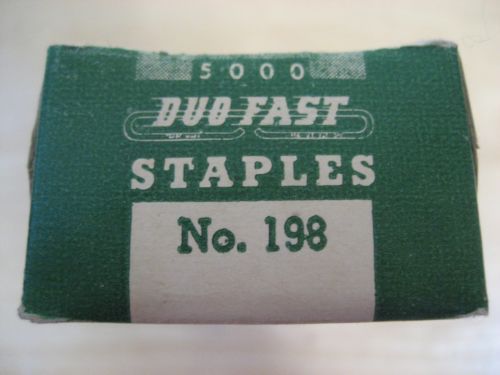 5000
DUO FAST
STAPLES
No. 198